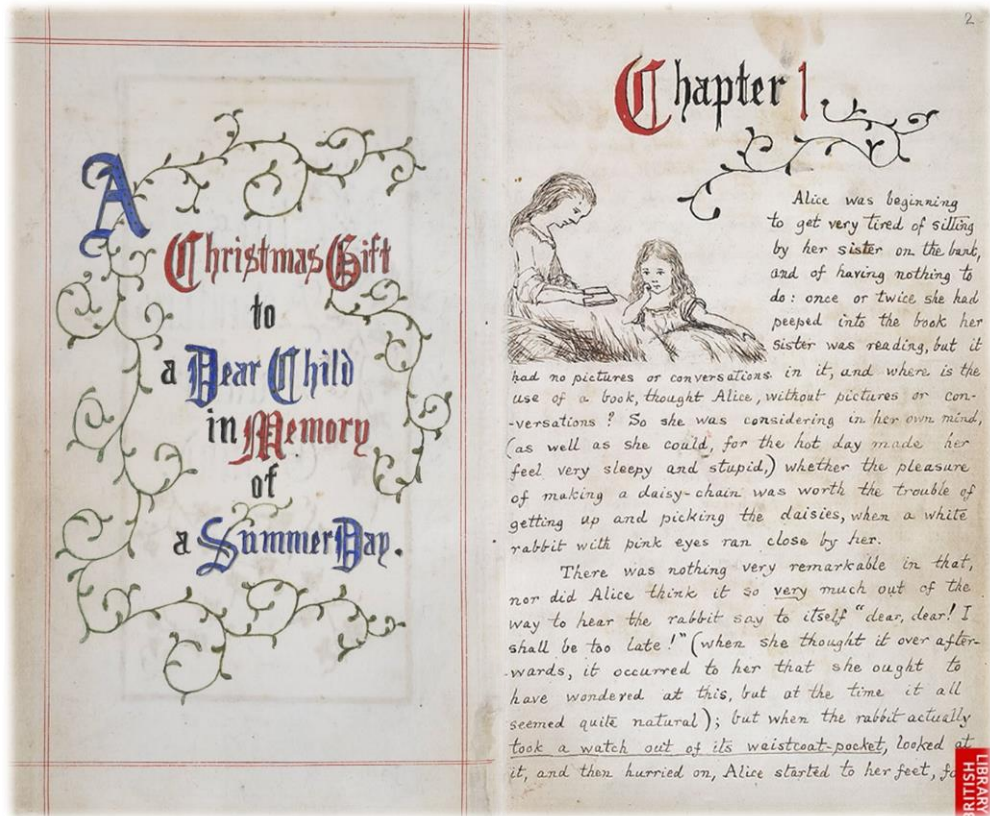 A
Christmas Gift
to
a Dear Child
in Memory
of
a Summer Day.
2
Chapter 1
Alice was beginning
to get very tired of sitting
by her sister on the bank,
and of having nothing to
do: once or twice she had
peeped into the book her
sister was reading, but it
had no pictures or conversations in it, and where is the
use of a book, thought Alice, without pictures or con-
-versations? So she was considering in her own mind,
(as well as she could, for the hot day made her
feel very sleepy and stupid,) whether the pleasure
of making a daisy-chain was worth the trouble of
getting up and picking the daisies, when a white
rabbit with pink eyes ran close by her.
There was nothing very remarkable in that,
nor did Alice think it so very much out of the
way to hear the rabbit say to itself "dear, dear! I
shall be too late!" (when she thought it over after-
-wards, it occurred to her that she ought to
have wondered at this, but at the time it all
seemed quite natural); but when the rabbit actually
took a watch out of its waistcoat-pocket, looked at
it, and then hurried on, Alice started to her feet,
BRITISH
LIBRARY